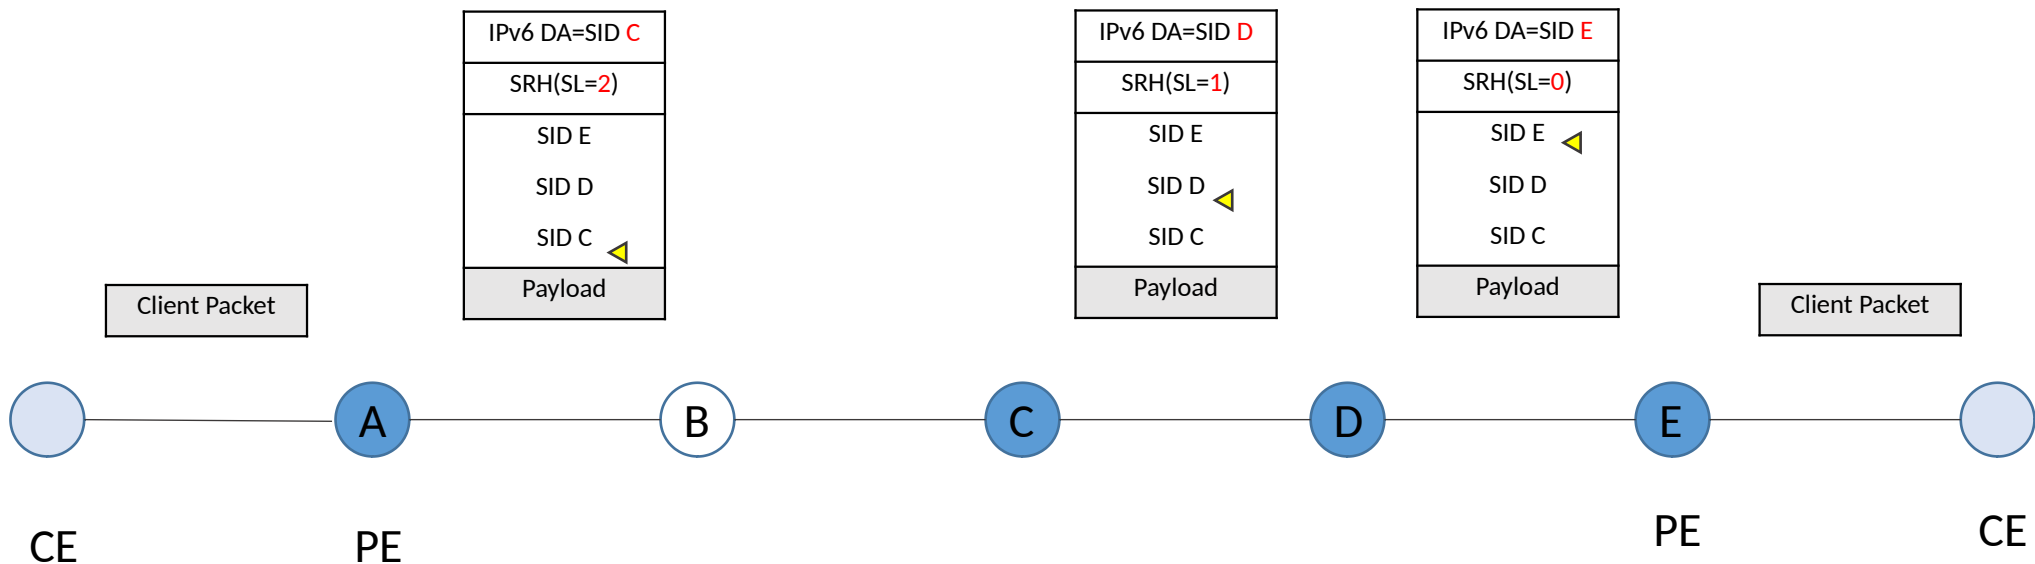 IPv6 DA=SID C
SRH(SL=2)
SID E
SID D
SID C
Payload
IPv6 DA=SID D
SRH(SL=1)
SID E
SID D
SID C
Payload
IPv6 DA=SID E
SRH(SL=0)
SID E
SID D
SID C
Payload
Client Packet
Client Packet
A
B
C
D
E
CE
PE
PE
CE